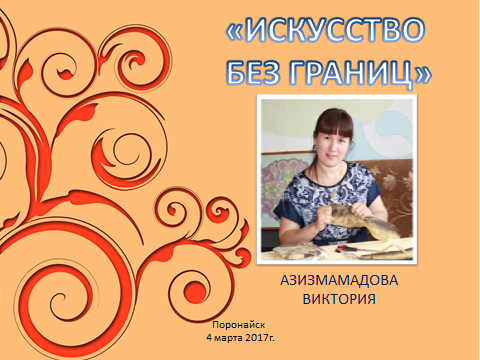 «ИСКУССТВО
БЕЗ ГРАНИЦ»
АЗИЗМАМАДОВА
ВИКТОРИЯ
Поронайск
4 марта 2017г.